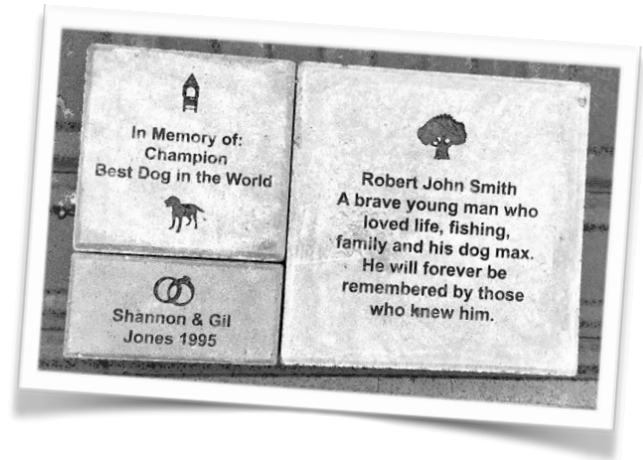 In Memory of:
Champion
Best Dog in the World
Shannon & Gil
Jones 1995
Robert John Smith
A brave young man who
loved life, fishing,
family and his dog max.
He will forever be
remembered by those
who knew him.